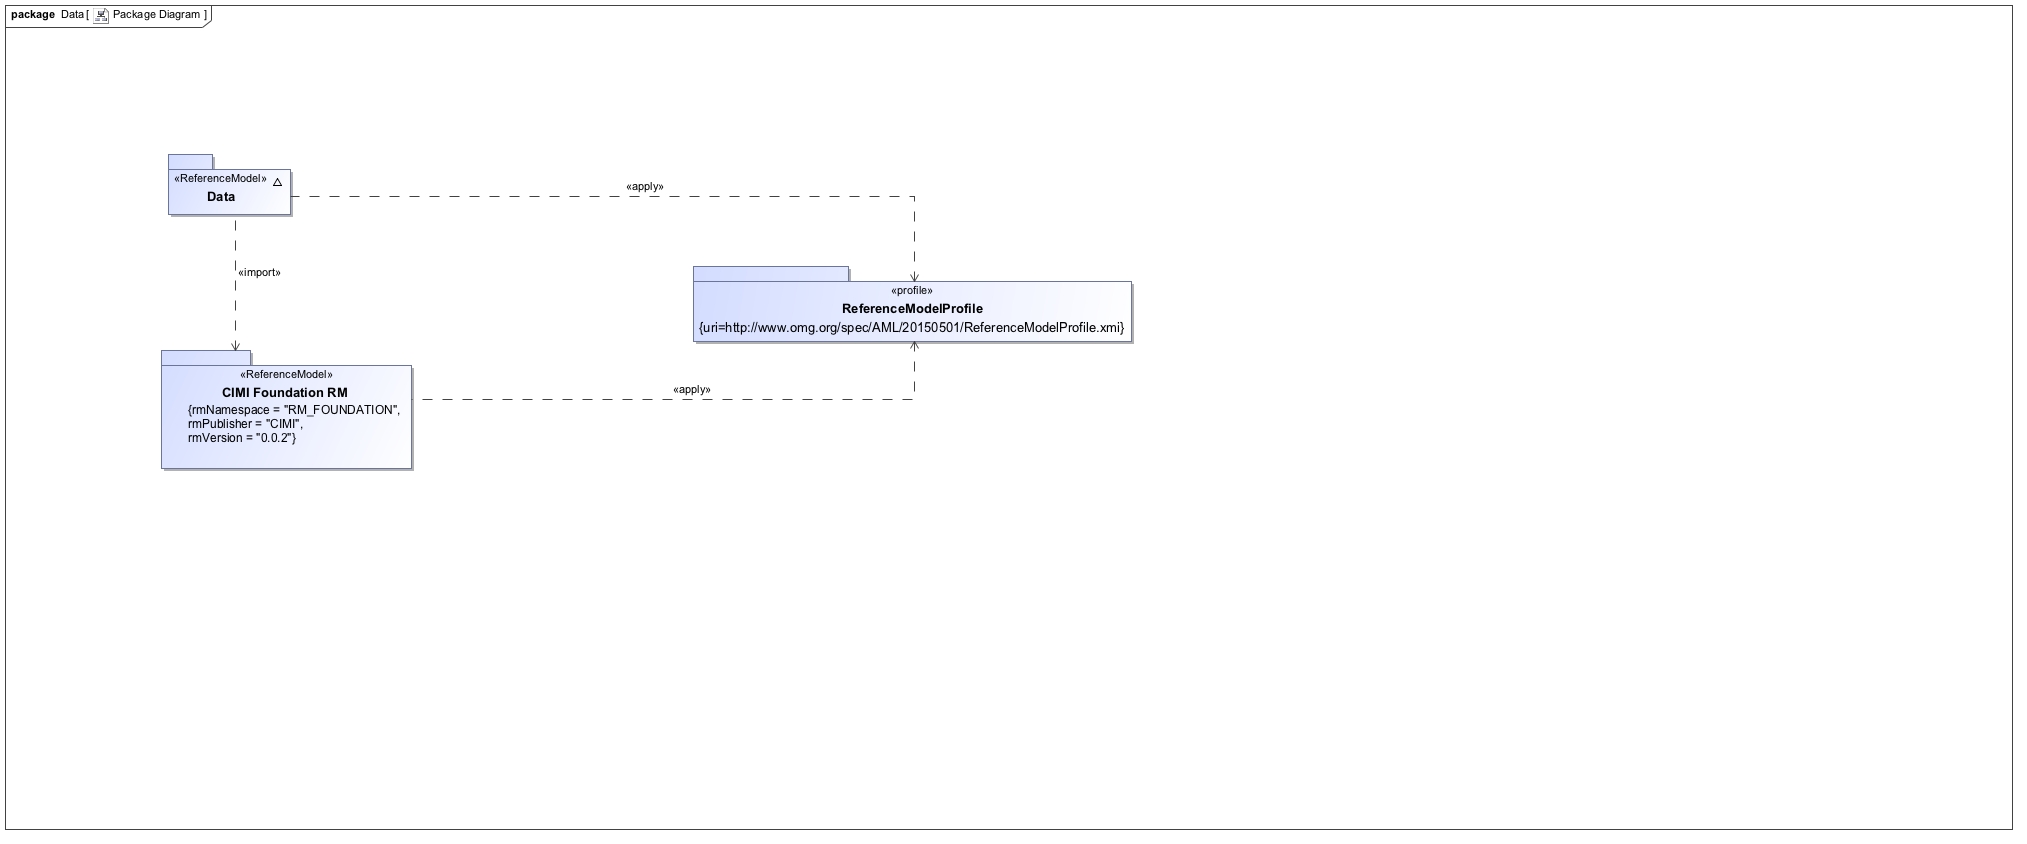 package Data[ Package Diagram ]
«ReferenceModel»
Data
«apply»
«import»
«profile»
ReferenceModelProfile
{uri=http://www.omg.org/spec/AML/20150501/ReferenceModelProfile.xmi}
«ReferenceModel»
CIMI Foundation RM
{rmNamespace = "RM_FOUNDATION",
rmPublisher = "CIMI",
rmVersion = "0.0.2"}
«apply»